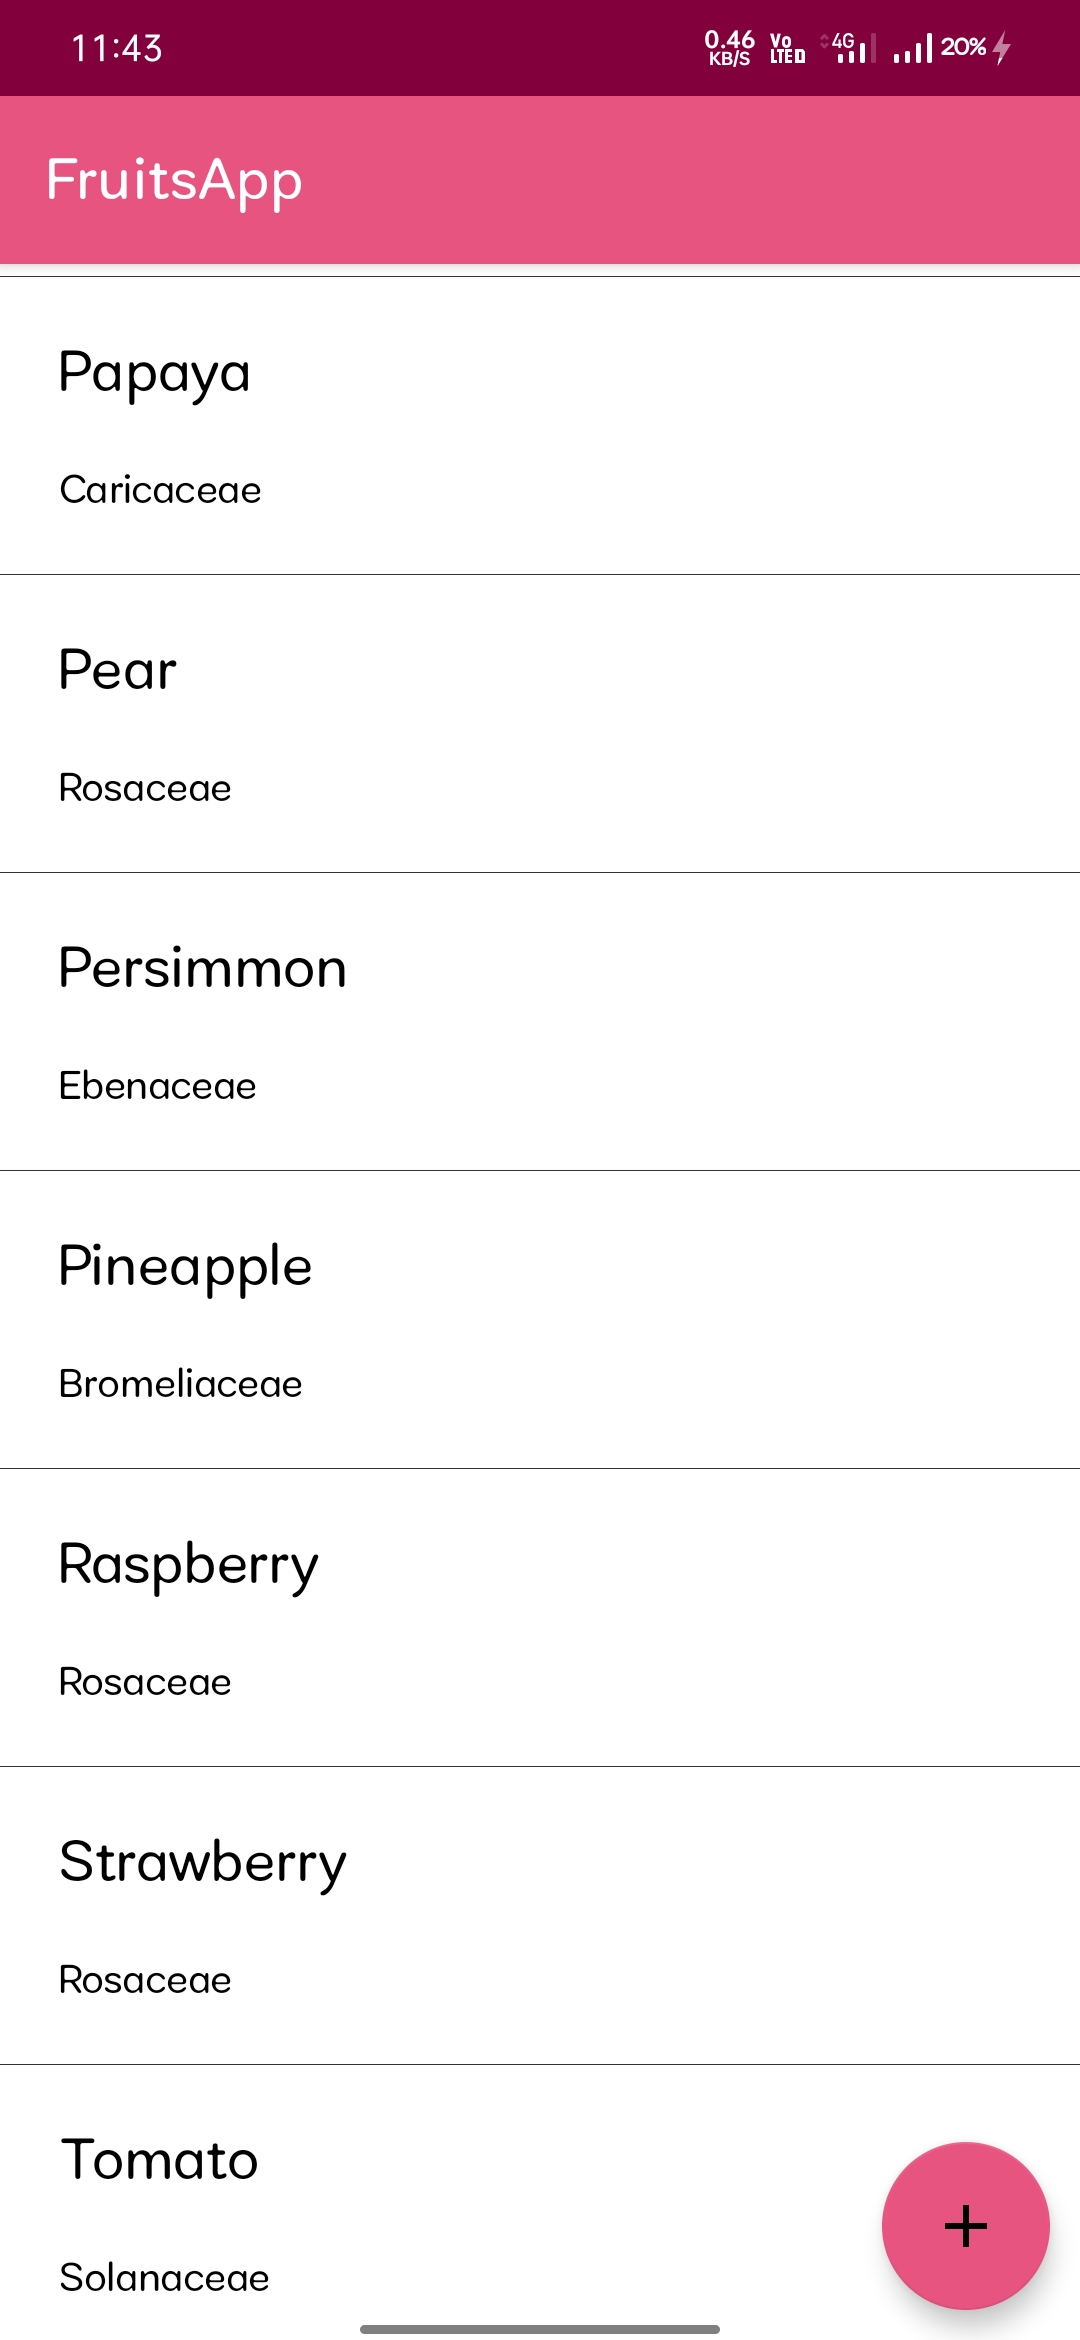 11:43
0.46 KB/S Vo LTED 4G 20%
FruitsApp
Papaya
Caricaceae
Pear
Rosaceae
Persimmon
Ebenaceae
Pineapple
Bromeliaceae
Raspberry
Rosaceae
Strawberry
Rosaceae
Tomato
Solanaceae
+